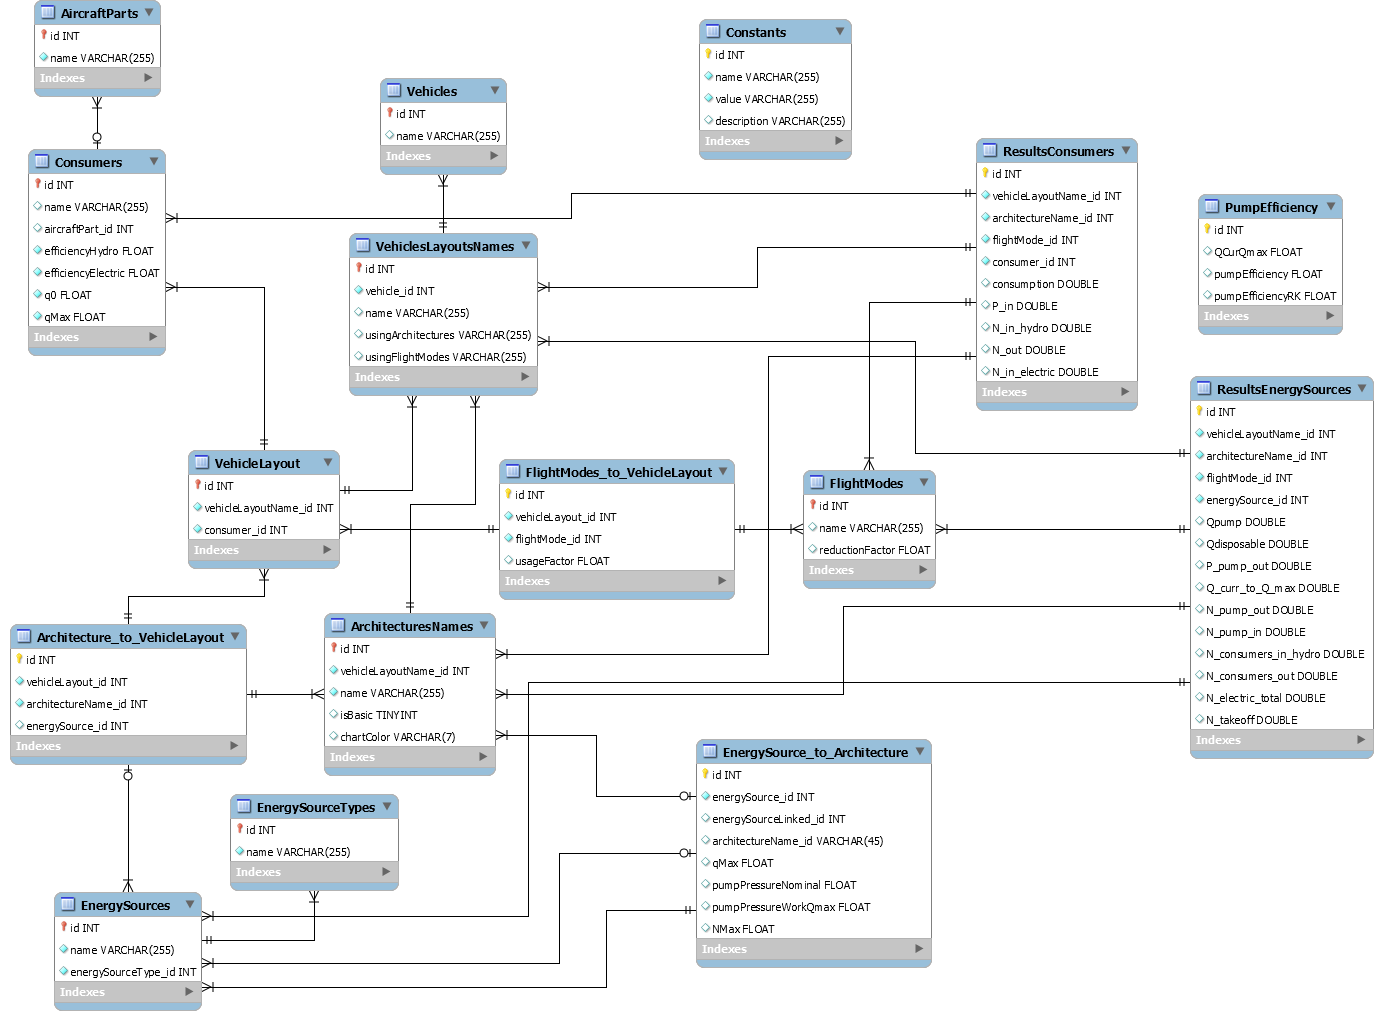 AircraftParts
id INT
name VARCHAR(255)
Indexes
Constants
id INT
name VARCHAR(255)
value VARCHAR(255)
description VARCHAR(255)
Indexes
Vehicles
id INT
name VARCHAR(255)
Indexes
Consumers
id INT
name VARCHAR(255)
aircraftPart_id INT
efficiencyHydro FLOAT
efficiencyElectric FLOAT
q0 FLOAT
qMax FLOAT
Indexes
ResultsConsumers
id INT
vehicleLayoutName_id INT
architectureName_id INT
flightMode_id INT
consumer_id INT
consumption DOUBLE
P_in DOUBLE
N_in_hydro DOUBLE
N_out DOUBLE
N_in_electric DOUBLE
Indexes
PumpEfficiency
id INT
QCurQmax FLOAT
pumpEfficiency FLOAT
pumpEfficiencyRK FLOAT
Indexes
VehiclesLayoutsNames
id INT
vehicle_id INT
name VARCHAR(255)
usingArchitectures VARCHAR(255)
usingFlightModes VARCHAR(255)
Indexes
ResultsEnergySources
id INT
vehicleLayoutName_id INT
architectureName_id INT
flightMode_id INT
energySource_id INT
Qpump DOUBLE
Qdisposable DOUBLE
P_pump_out DOUBLE
Q_curr_to_Q_max DOUBLE
N_pump_out DOUBLE
N_pump_in DOUBLE
N_consumers_in_hydro DOUBLE
N_consumers_out DOUBLE
N_electric_total DOUBLE
N_takeoff DOUBLE
Indexes
VehicleLayout
id INT
vehicleLayoutName_id INT
consumer_id INT
Indexes
FlightModes_to_VehicleLayout
id INT
vehicleLayout_id INT
flightMode_id INT
usageFactor FLOAT
Indexes
FlightModes
id INT
name VARCHAR(255)
reductionFactor FLOAT
Indexes
Architecture_to_VehicleLayout
id INT
vehicleLayout_id INT
architectureName_id INT
energySource_id INT
Indexes
ArchitecturesNames
id INT
vehicleLayoutName_id INT
name VARCHAR(255)
isBasic TINYINT
chartColor VARCHAR(7)
Indexes
EnergySource_to_Architecture
id INT
energySource_id INT
energySourceLinked_id INT
architectureName_id VARCHAR(45)
qMax FLOAT
pumpPressureNominal FLOAT
pumpPressureWorkQmax FLOAT
NMax FLOAT
Indexes
EnergySourceTypes
id INT
name VARCHAR(255)
Indexes
EnergySources
id INT
name VARCHAR(255)
energySourceType_id INT
Indexes